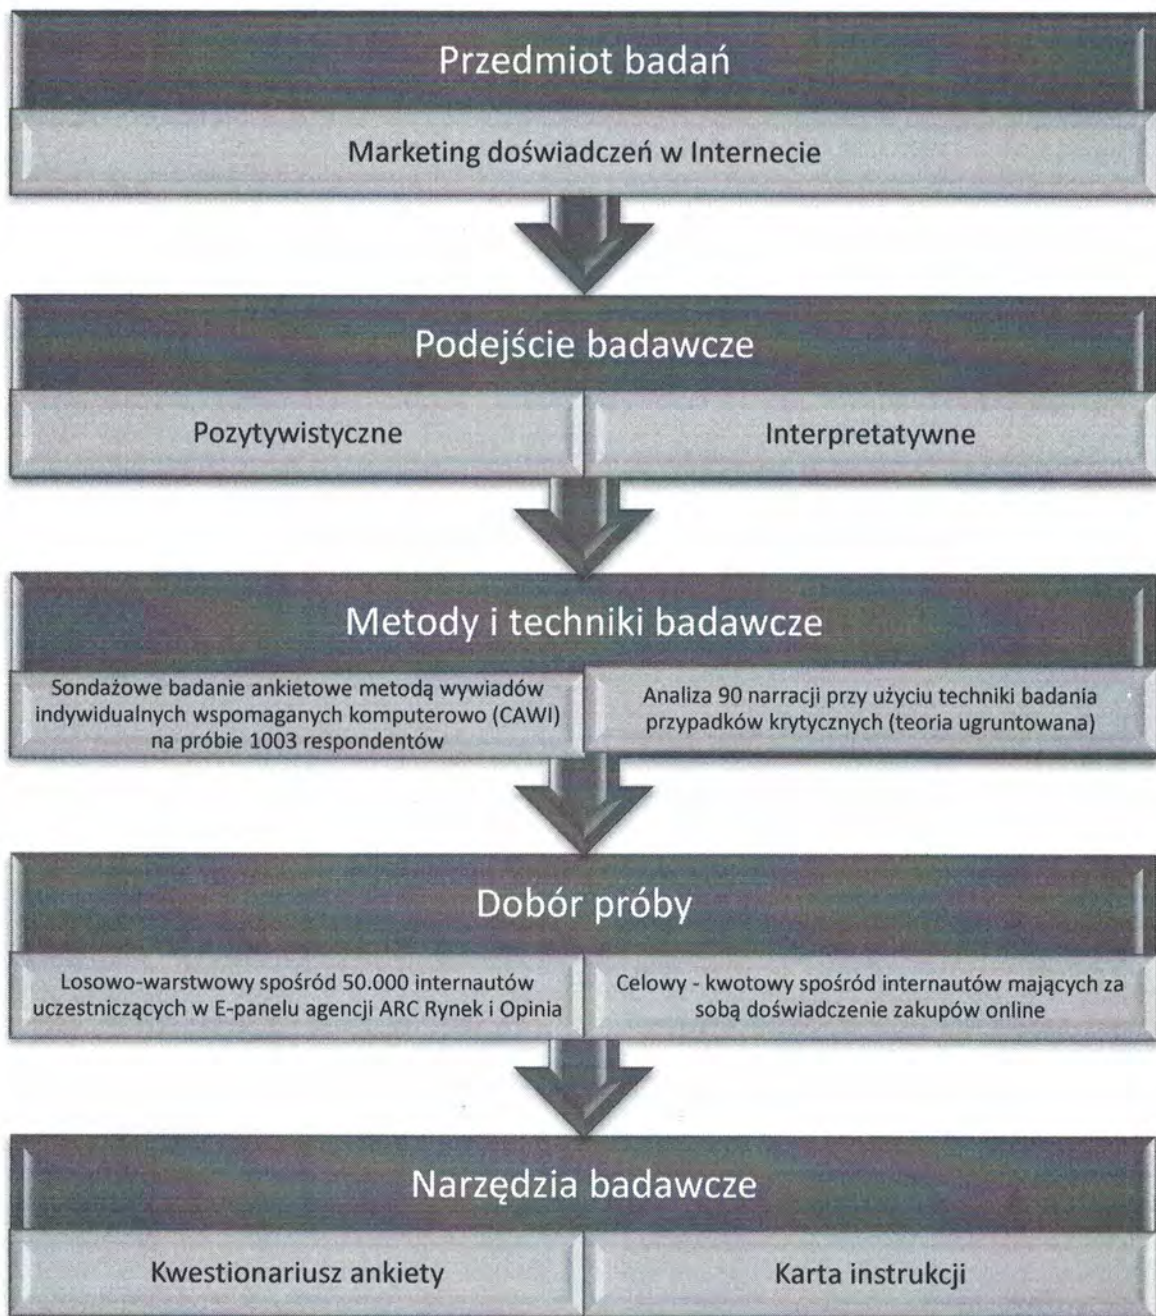 Przedmiot badań
Marketing doświadczeń w Internecie
Podejście badawcze
Pozytywistyczne
Interpretatywne
Metody i techniki badawcze
Sondażowe badanie ankietowe metodą wywiadów
indywidualnych wspomaganych komputerowo (CAWI)
na próbie 1003 respondentów
Analiza 90 narracji przy użyciu techniki badania
przypadków krytycznych (teoria ugruntowana)
Dobór próby
Losowo-warstwowy spośród 50.000 internautów
uczestniczących w E-panelu agencji ARC Rynek i Opinia
Celowy - kwotowy spośród internautów mających za
sobą doświadczenie zakupów online
Narzędzia badawcze
Kwestionariusz ankiety
Karta instrukcji